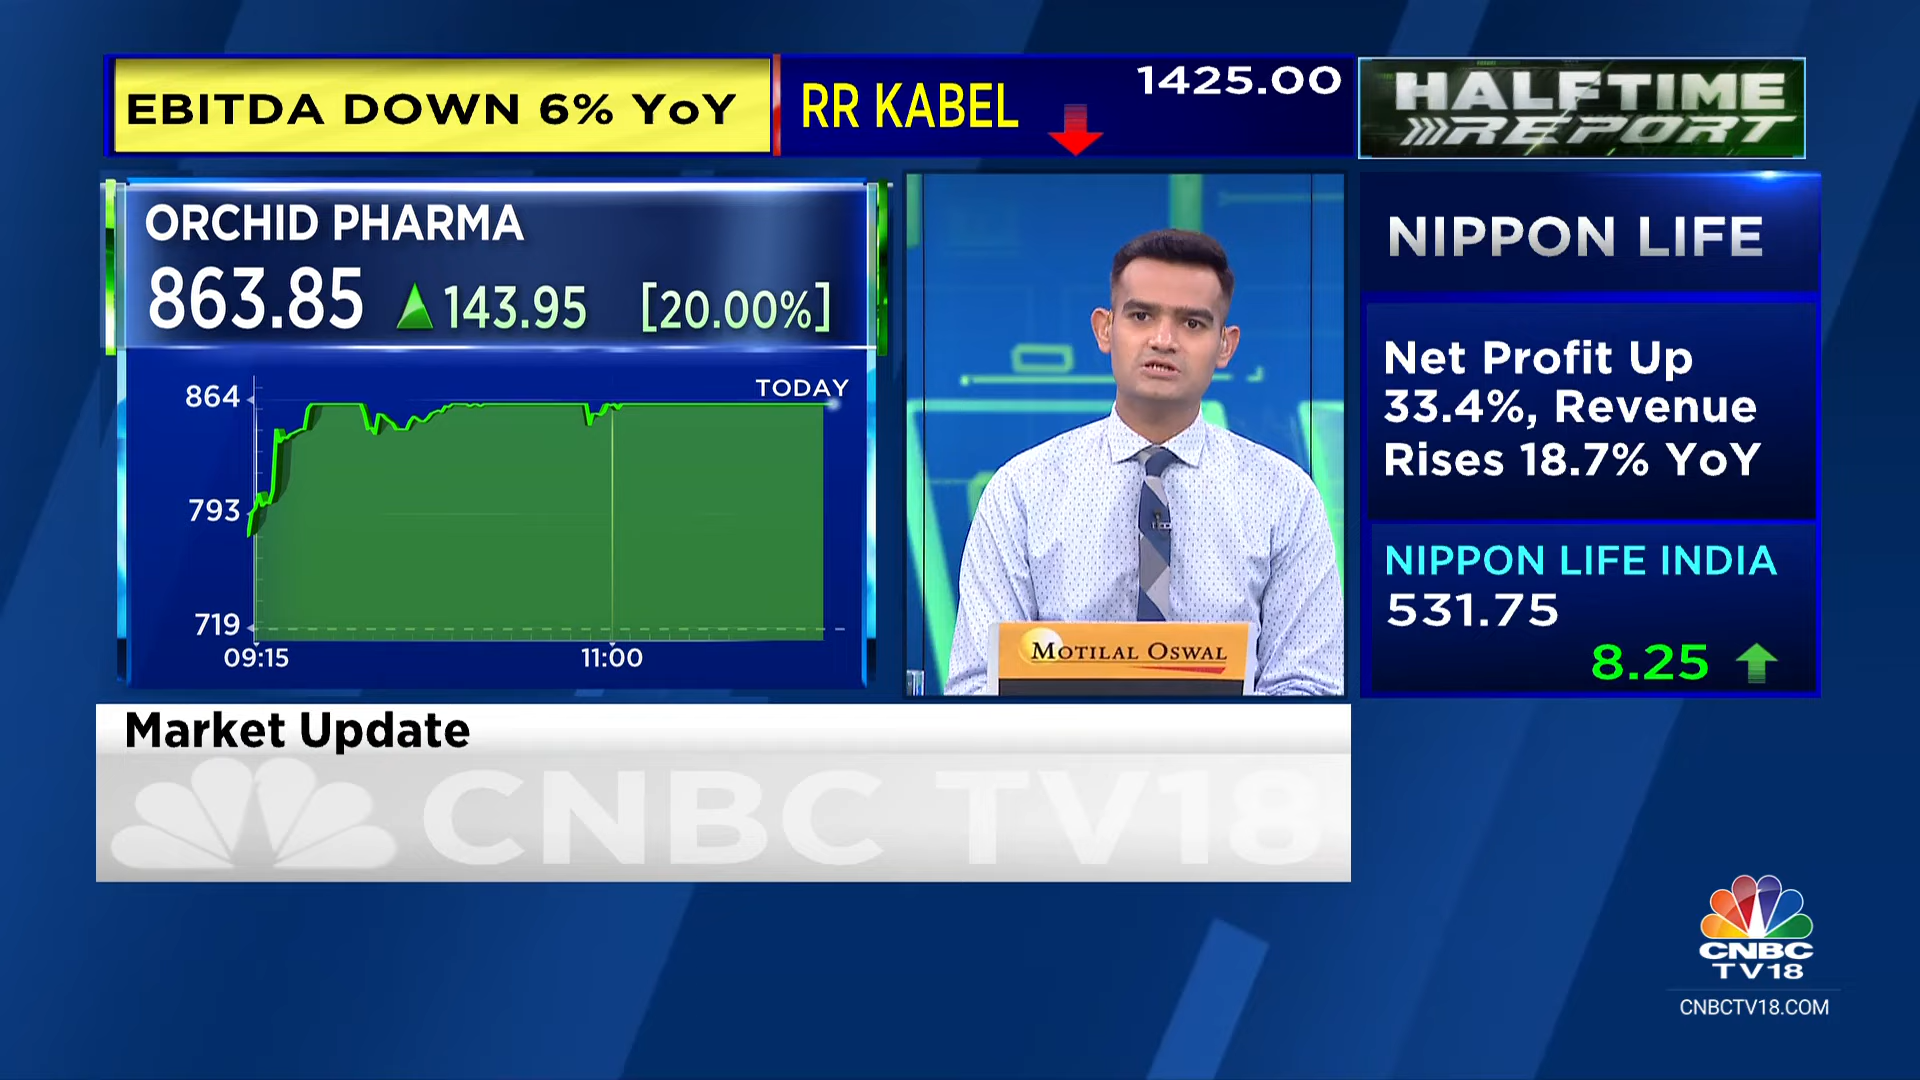 EBITDA DOWN 6% YoY
RR KABEL
1425.00
HALFTIME
REPORT
ORCHID PHARMA
863.85 143.95 [20.00%]
TODAY
864
793
719
09:15 11:00
MOTILAL OSWAL
NIPPON LIFE
Net Profit Up
33.4%, Revenue
Rises 18.7% YoY
NIPPON LIFE INDIA
531.75
8.25
Market Update
CNBC TV18
CNBC
TV18
CNBCTV18.COM